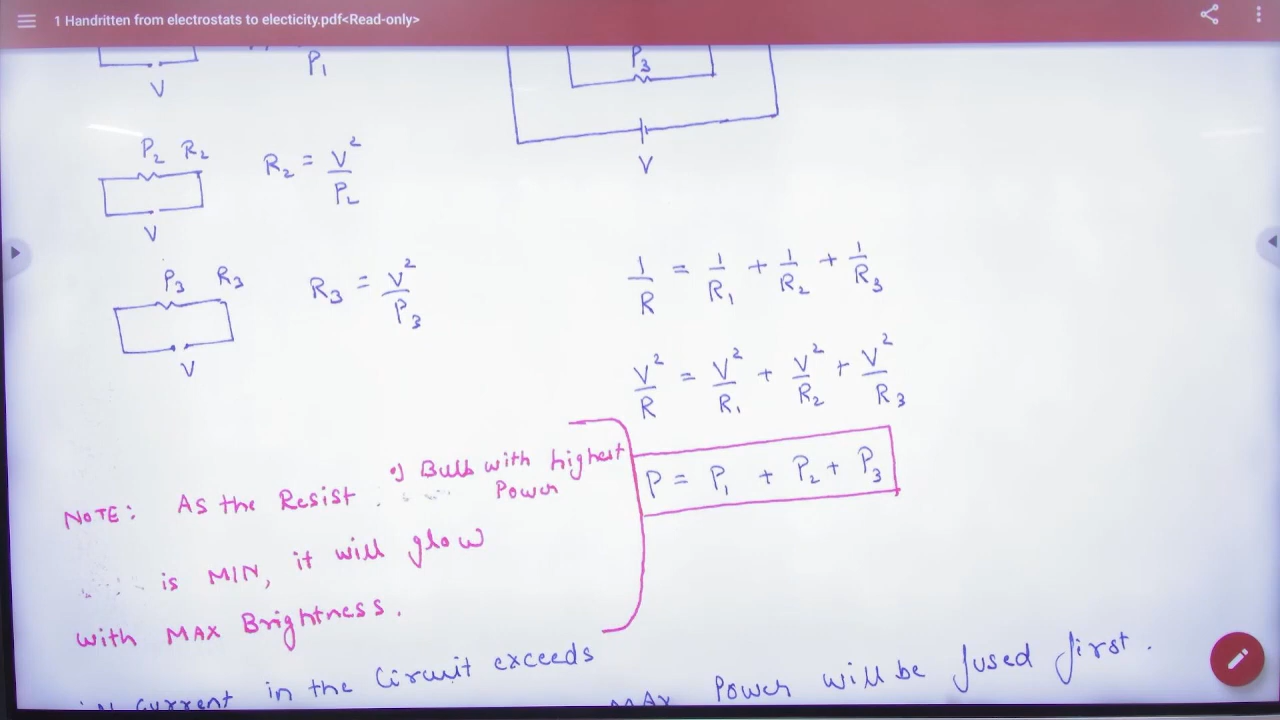 1 Handritten from electrostats to electicity.pdf<Read-only>
P₁
V
P₃
V
P₂ R₂
R₂ = V²/P₂
V
P₃ R₃
R₃ = V²/P₃
V
1/R = 1/R₁ + 1/R₂ + 1/R₃
V²/R = V²/R₁ + V²/R₂ + V²/R₃
P = P₁ + P₂ + P₃
NOTE: As the Resist. of Bulb with highest
Power
is MIN, it will glow
with MAX Brightness.
current in the Circuit exceeds
MAX Power will be fused first.